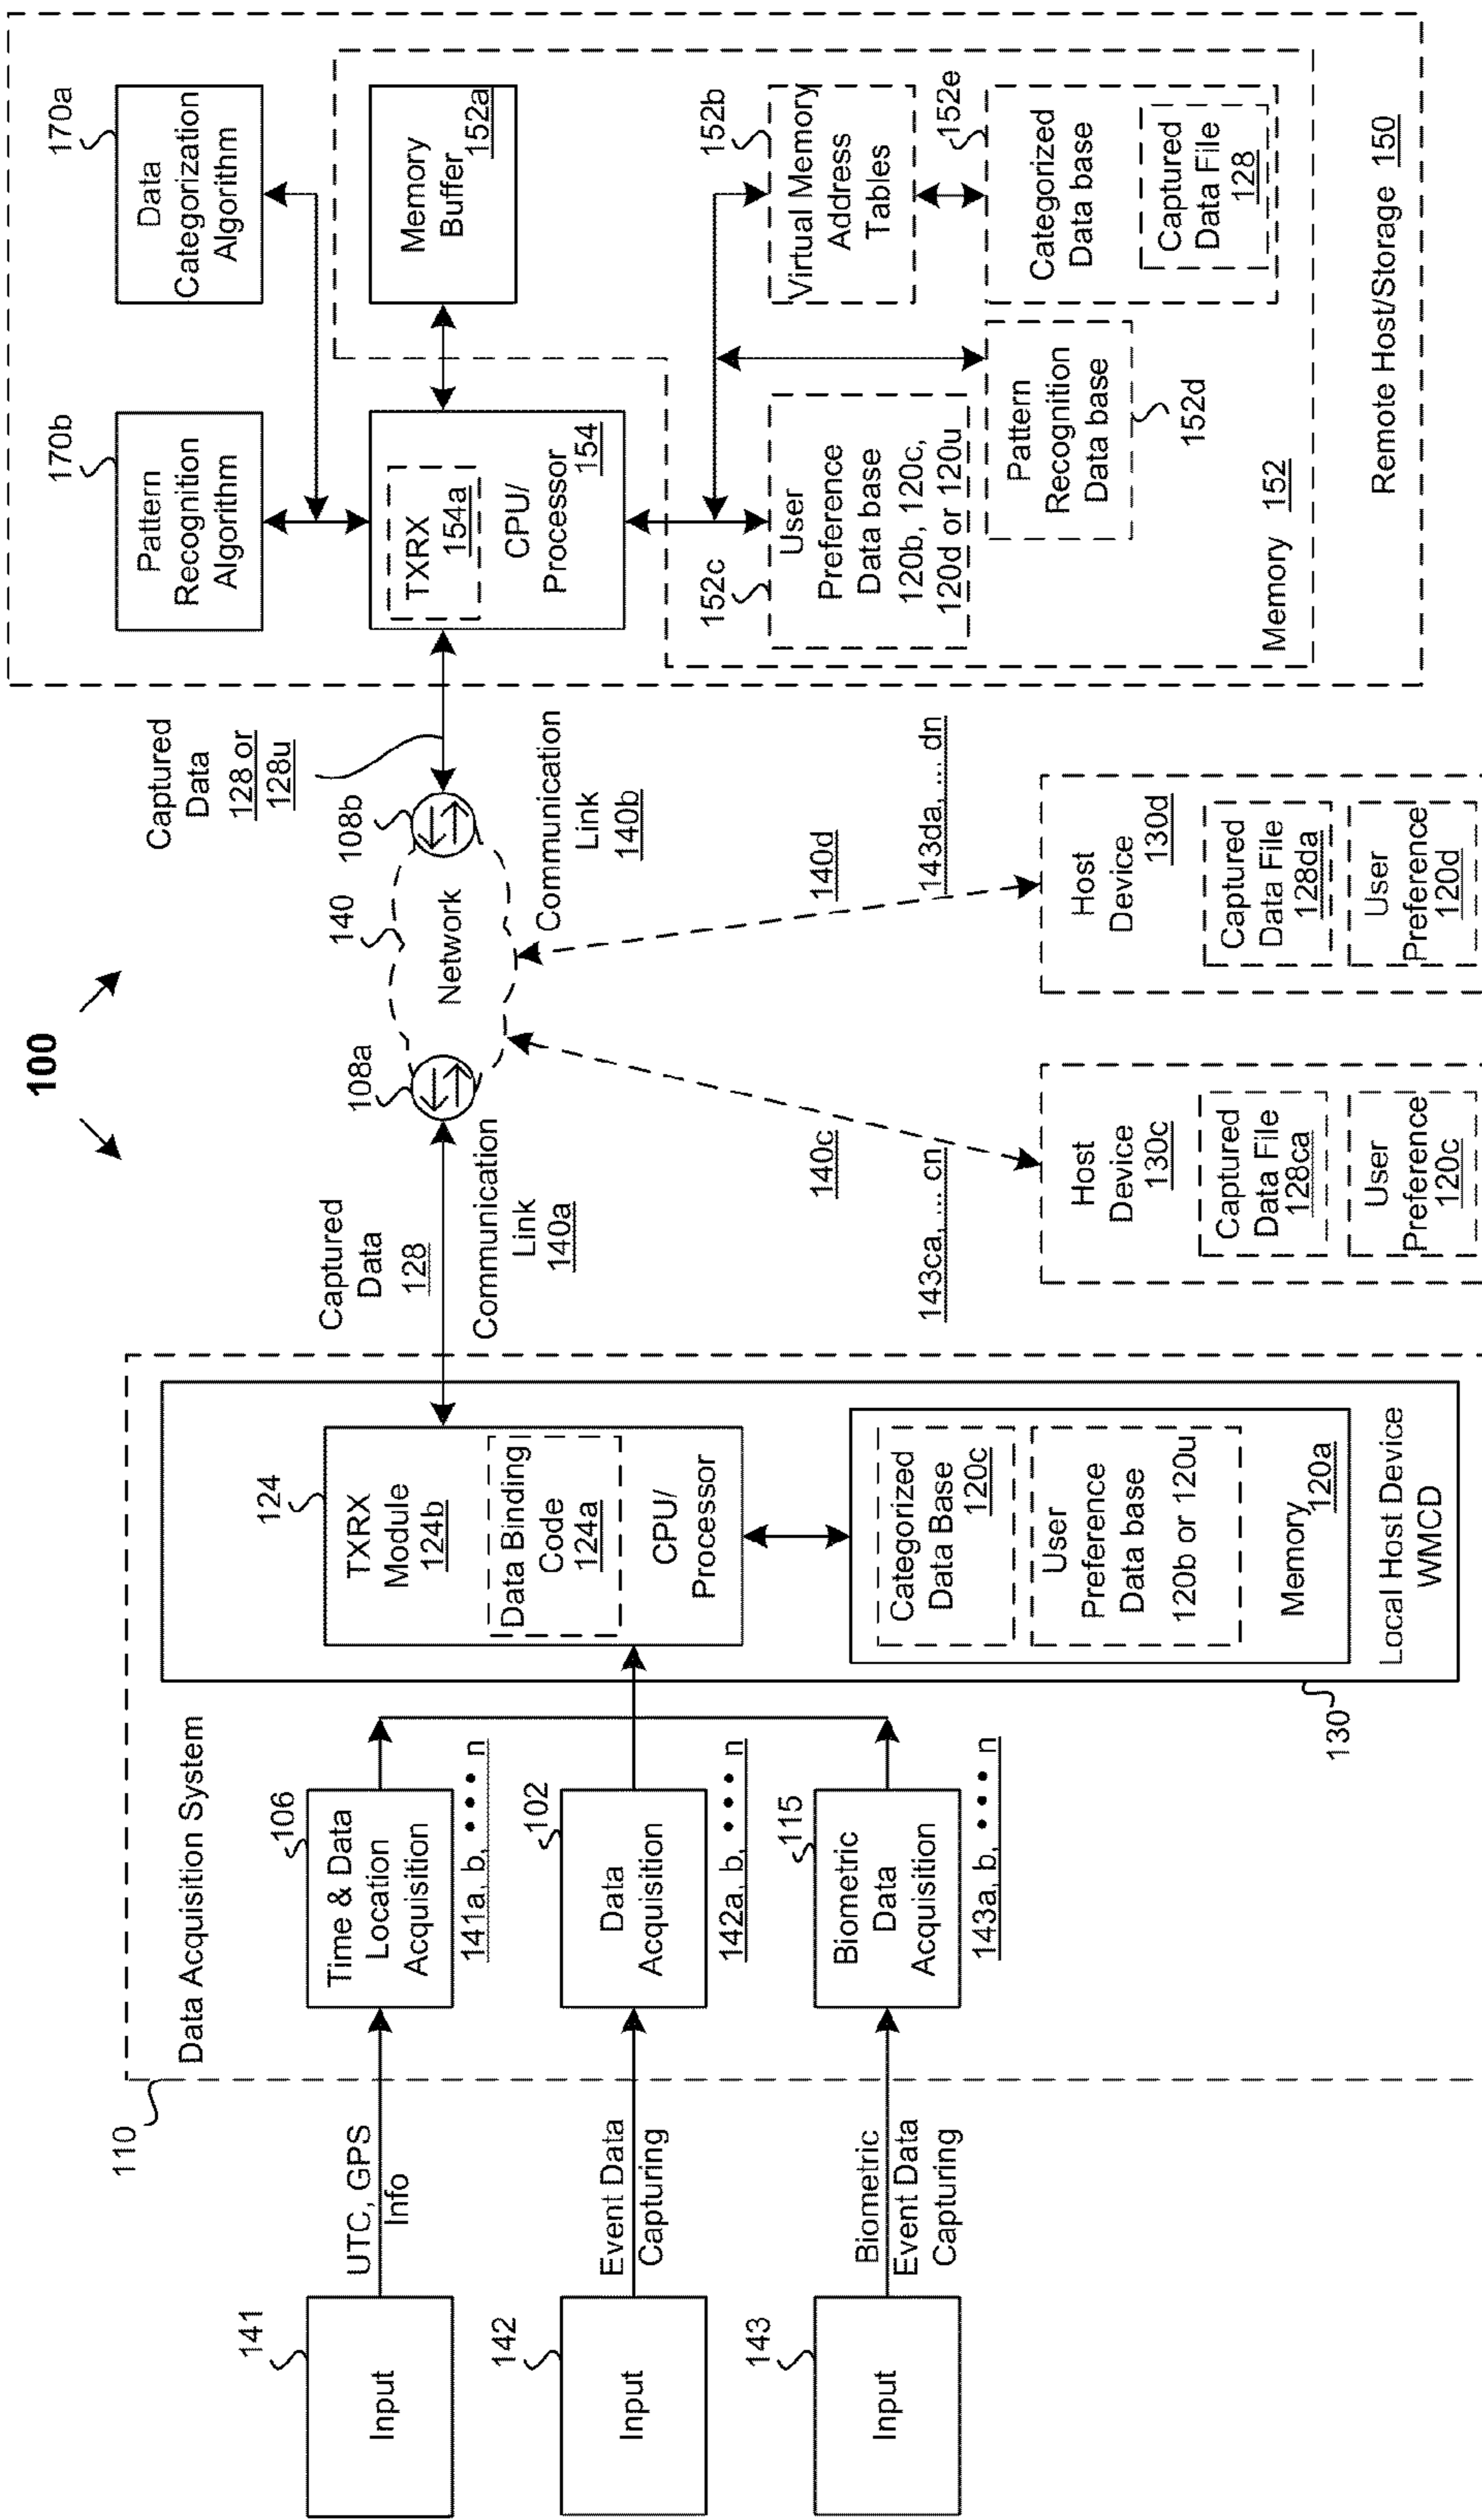 100
110
Data Acquisition System
141
Input
UTC, GPS
Info
106
Time & Data
Location
Acquisition
141a, b, • • • n
142
Input
Event Data
Capturing
102
Data
Acquisition
142a, b, • • • n
143
Input
Biometric
Event Data
Capturing
115
Biometric
Data
Acquisition
143a, b, • • • n
124
TXRX
Module
124b
Data Binding
Code
124a
CPU/
Processor
Categorized
Data Base
120c
User
Preference
Data base
120b or 120u
Memory
120a
Local Host Device
WMCD
130
Captured
Data
128
Communication
Link
140a
108a
140
Network
108b
Captured
Data
128 or
128u
Communication
Link
140b
140c
143ca, ... cn
140d
143da, ... dn
Host
Device
130c
Captured
Data File
128ca
User
Preference
120c
Host
Device
130d
Captured
Data File
128da
User
Preference
120d
170b
Pattern
Recognition
Algorithm
170a
Data
Categorization
Algorithm
TXRX
154a
CPU/
Processor
154
Memory
Buffer
152a
152c
User
Preference
Data base
120b, 120c,
120d or 120u
152b
Virtual Memory
Address
Tables
Pattern
Recognition
Data base
152d
152e
Categorized
Data base
Captured
Data File
128
Memory 152
Remote Host/Storage 150